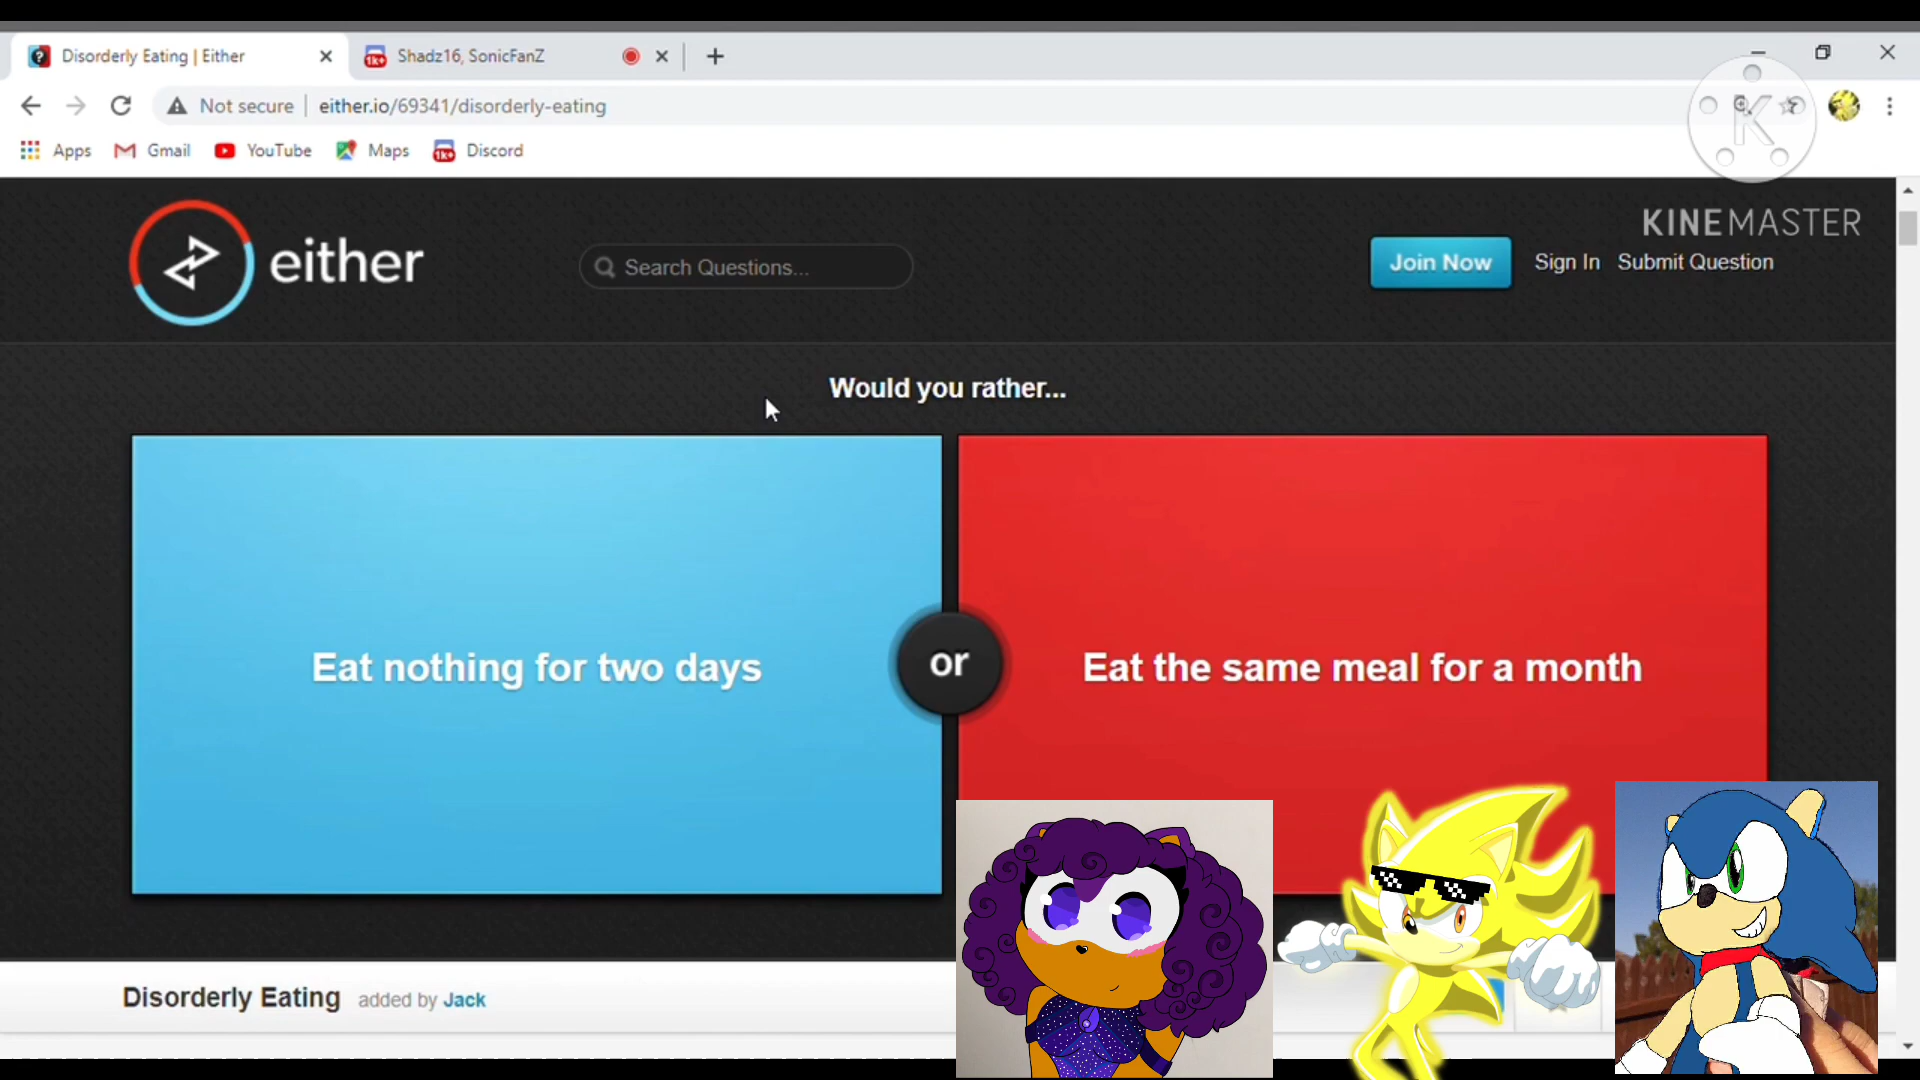 Disorderly Eating | Either
Shadz16, SonicFanZ
Not secure
either.io/69341/disorderly-eating
Apps
Gmail
YouTube
Maps
1k+
Discord
K
KINEMASTER
either
Search Questions...
Join Now
Sign In
Submit Question
Would you rather...
Eat nothing for two days
or
Eat the same meal for a month
Disorderly Eating
added by Jack